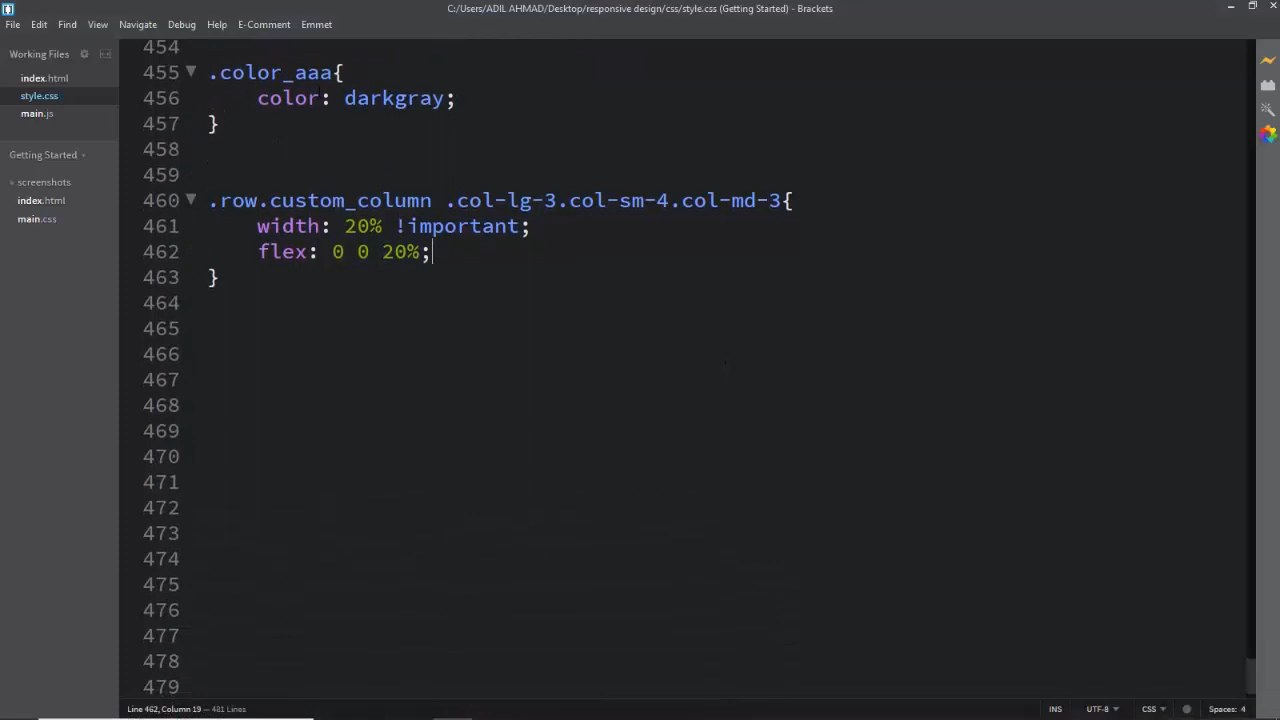 C:/Users/ADIL AHMAD/Desktop/responsive design/css/style.css (Getting Started) - Brackets
File Edit Find View Navigate Debug Help E-Comment Emmet
Working Files
index.html
style.css
main.js
Getting Started
screenshots
index.html
main.css
454
455 .color_aaa{
456 color: darkgray;
457 }
458
459
460 .row.custom_column .col-lg-3.col-sm-4.col-md-3{
461 width: 20% !important;
462 flex: 0 0 20%;
463 }
464
465
466
467
468
469
470
471
472
473
474
475
476
477
478
479
Line 462, Column 19 — 481 Lines
INS UTF-8 CSS Spaces: 4